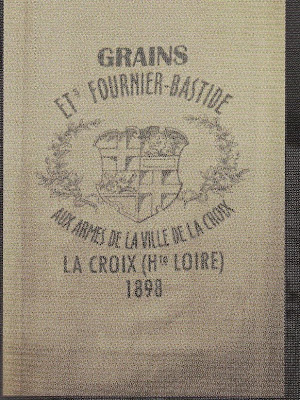 GRAINS
ETS FOURNIER-BASTIDE
AUX ARMES DE LA VILLE DE LA CROIX
LA CROIX (Hte LOIRE)
1898